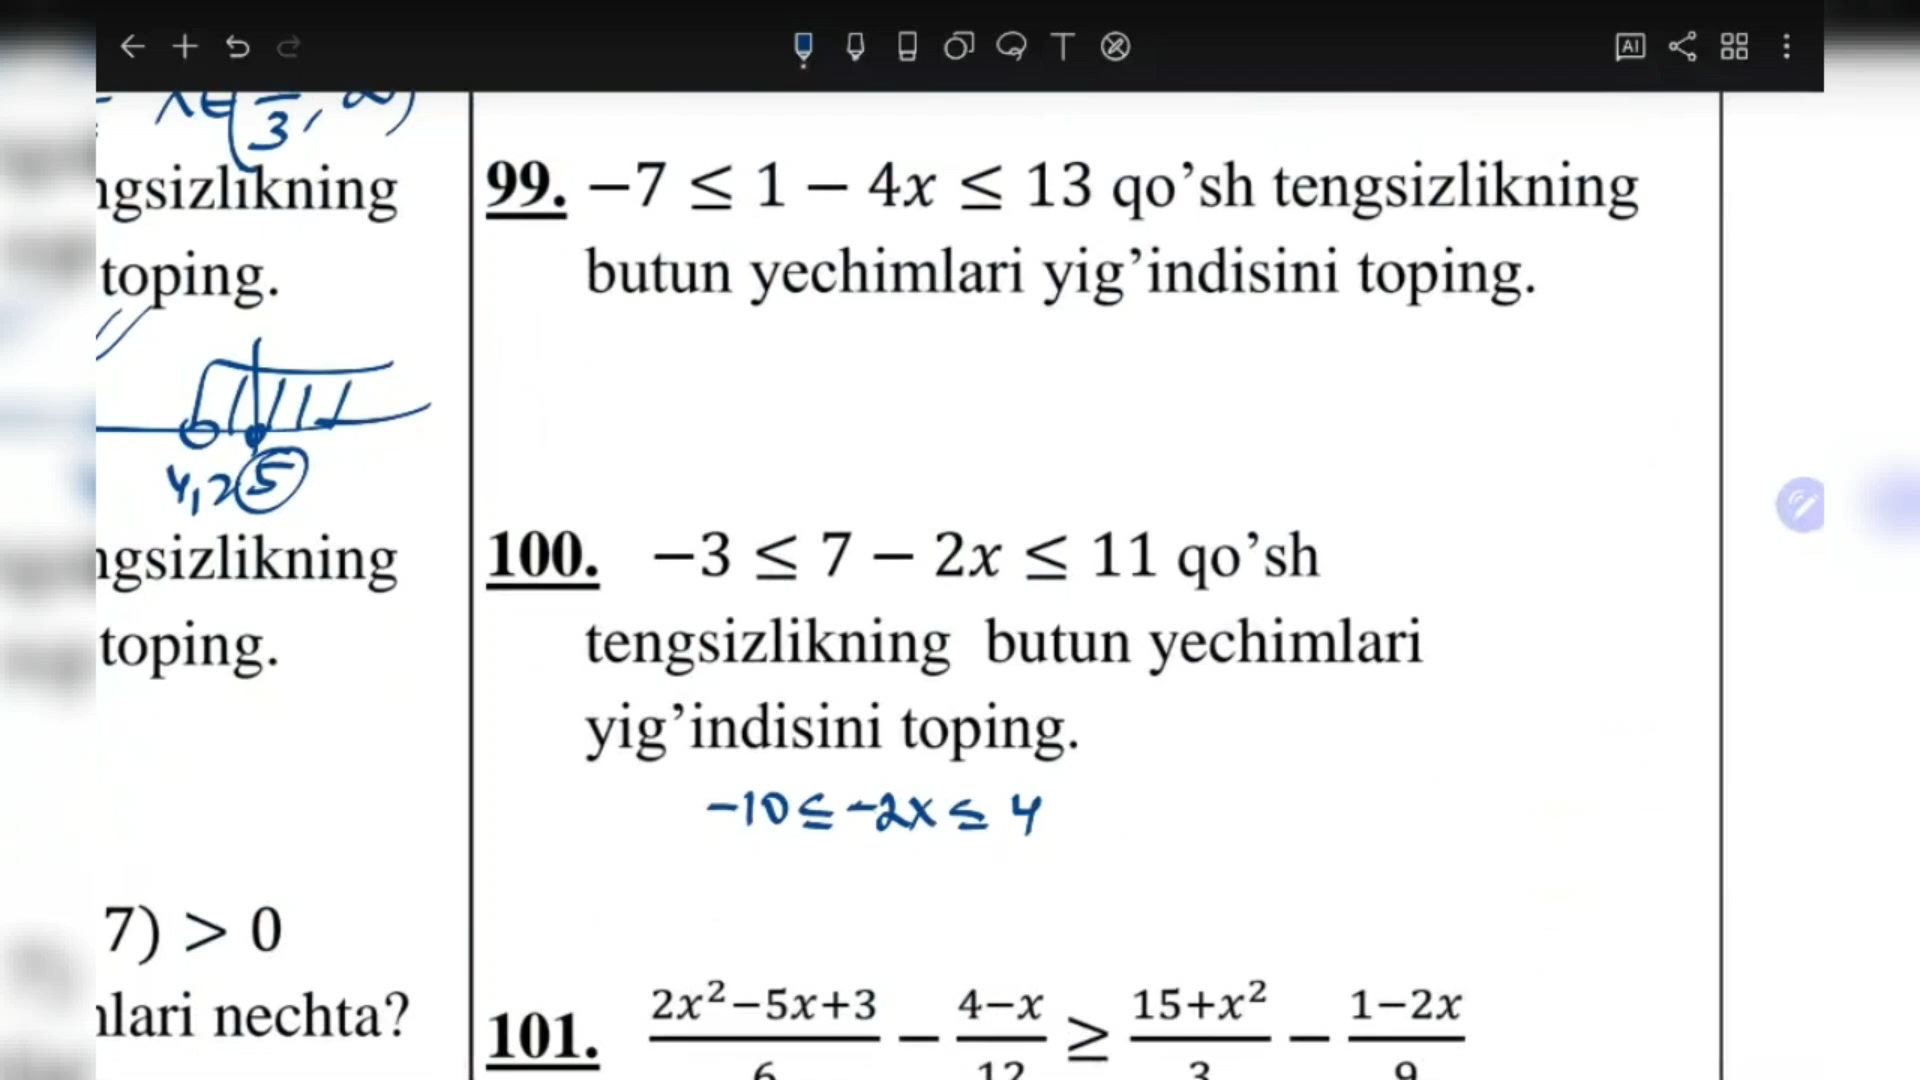 3, ∞)
ngsizlikning
toping.
4,2 5
ngsizlikning
toping.
7) > 0
nlari nechta?
99. −7 ≤ 1 − 4x ≤ 13 qo’sh tengsizlikning
butun yechimlari yig’indisini toping.
100. −3 ≤ 7 − 2x ≤ 11 qo’sh
tengsizlikning butun yechimlari
yig’indisini toping.
-10 ≤ -2x ≤ 4
101. (2x²−5x+3)/6 − (4−x)/12 ≥ (15+x²)/3 − (1−2x)/9